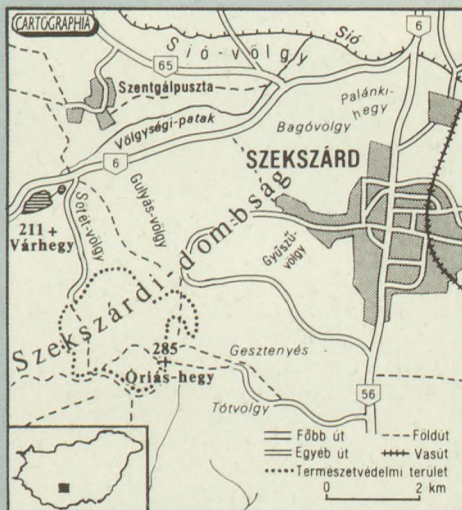 CARTOGRAPHIA
6
Sió-völgy
65
Szentgálpuszta
Palánki-
hegy
Völgységi-patak
Bagóvölgy
6
SZEKSZÁRD
Gulyás-völgy
Sötét-völgy
211+
Várhegy
Gyűszű-
völgy
Szekszárdi-dombság
285
+
Óriás-hegy
Gesztenyés
56
Tótvölgy
Főbb út
Földút
Egyéb út
Vasút
Természetvédelmi terület
0 2 km